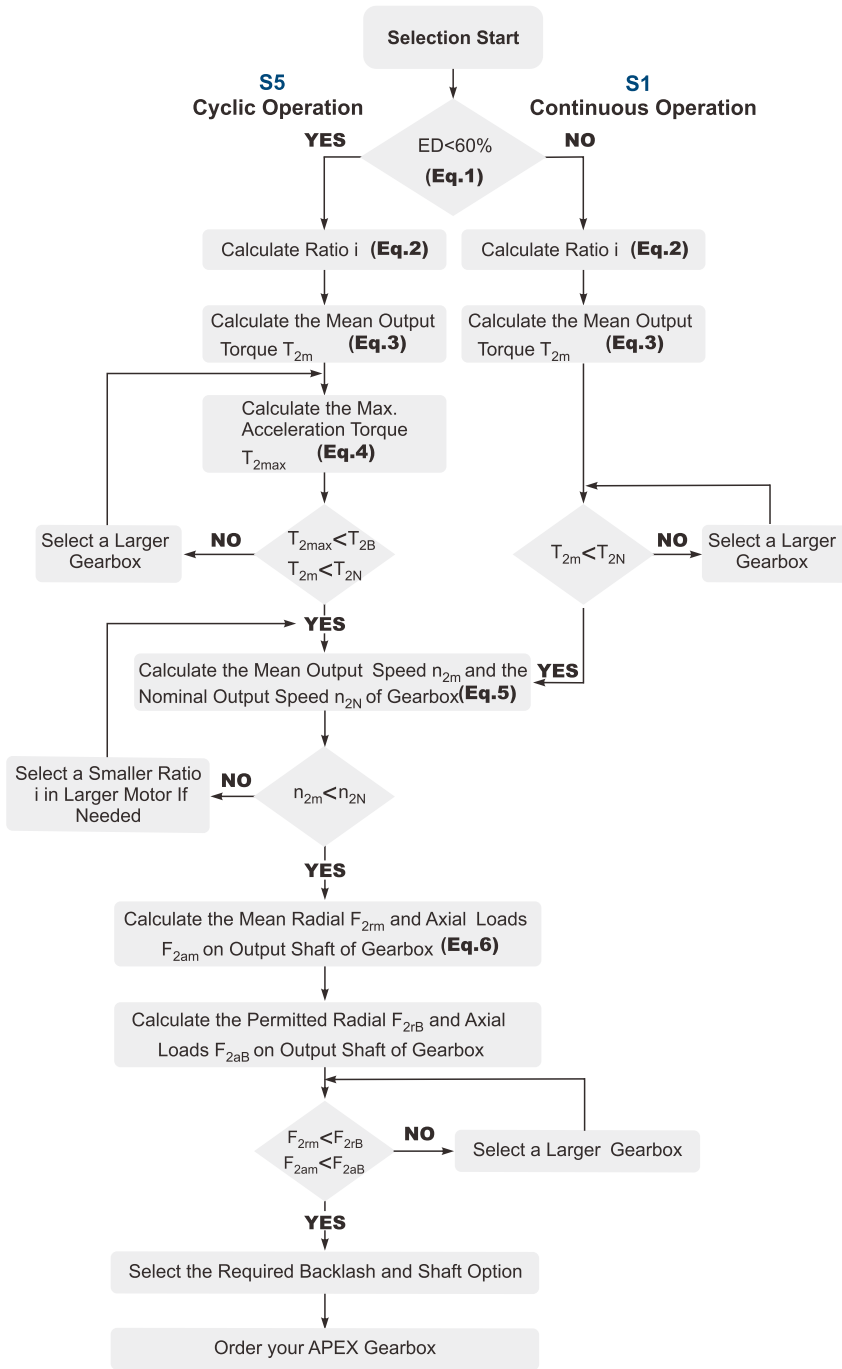 Selection Start
S5
Cyclic Operation
S1
Continuous Operation
YES
ED<60%
(Eq.1)
NO
Calculate Ratio i (Eq.2)
Calculate Ratio i (Eq.2)
Calculate the Mean Output
Torque T2m (Eq.3)
Calculate the Mean Output
Torque T2m (Eq.3)
Calculate the Max.
Acceleration Torque
T2max (Eq.4)
Select a Larger
Gearbox
NO
T2max<T2B
T2m<T2N
T2m<T2N
NO
Select a Larger
Gearbox
YES
Calculate the Mean Output Speed n2m and the
Nominal Output Speed n2N of Gearbox(Eq.5)
YES
Select a Smaller Ratio
i in Larger Motor If
Needed
NO
n2m<n2N
YES
Calculate the Mean Radial F2rm and Axial Loads
F2am on Output Shaft of Gearbox (Eq.6)
Calculate the Permitted Radial F2rB and Axial
Loads F2aB on Output Shaft of Gearbox
F2rm<F2rB
F2am<F2aB
NO
Select a Larger Gearbox
YES
Select the Required Backlash and Shaft Option
Order your APEX Gearbox